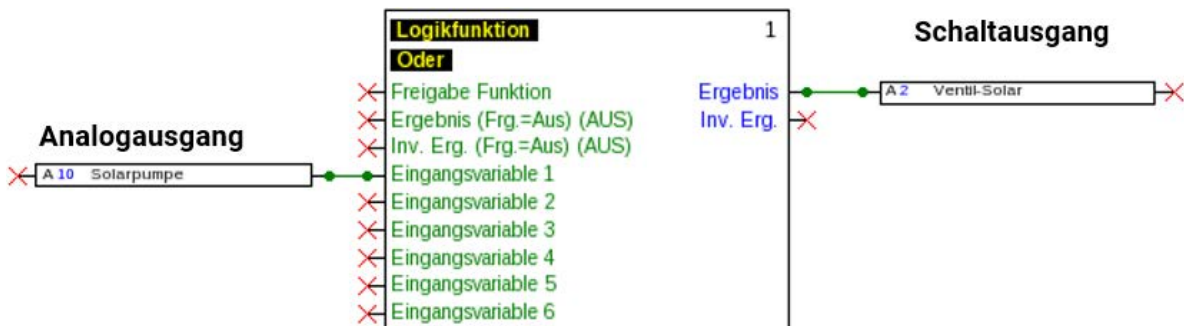 Logikfunktion 1
Oder
Schaltausgang
Freigabe Funktion
Ergebnis
A 2 Ventil-Solar
Ergebnis (Frg.=Aus) (AUS)
Inv. Erg.
Analogausgang
Inv. Erg. (Frg.=Aus) (AUS)
A 10 Solarpumpe
Eingangsvariable 1
Eingangsvariable 2
Eingangsvariable 3
Eingangsvariable 4
Eingangsvariable 5
Eingangsvariable 6